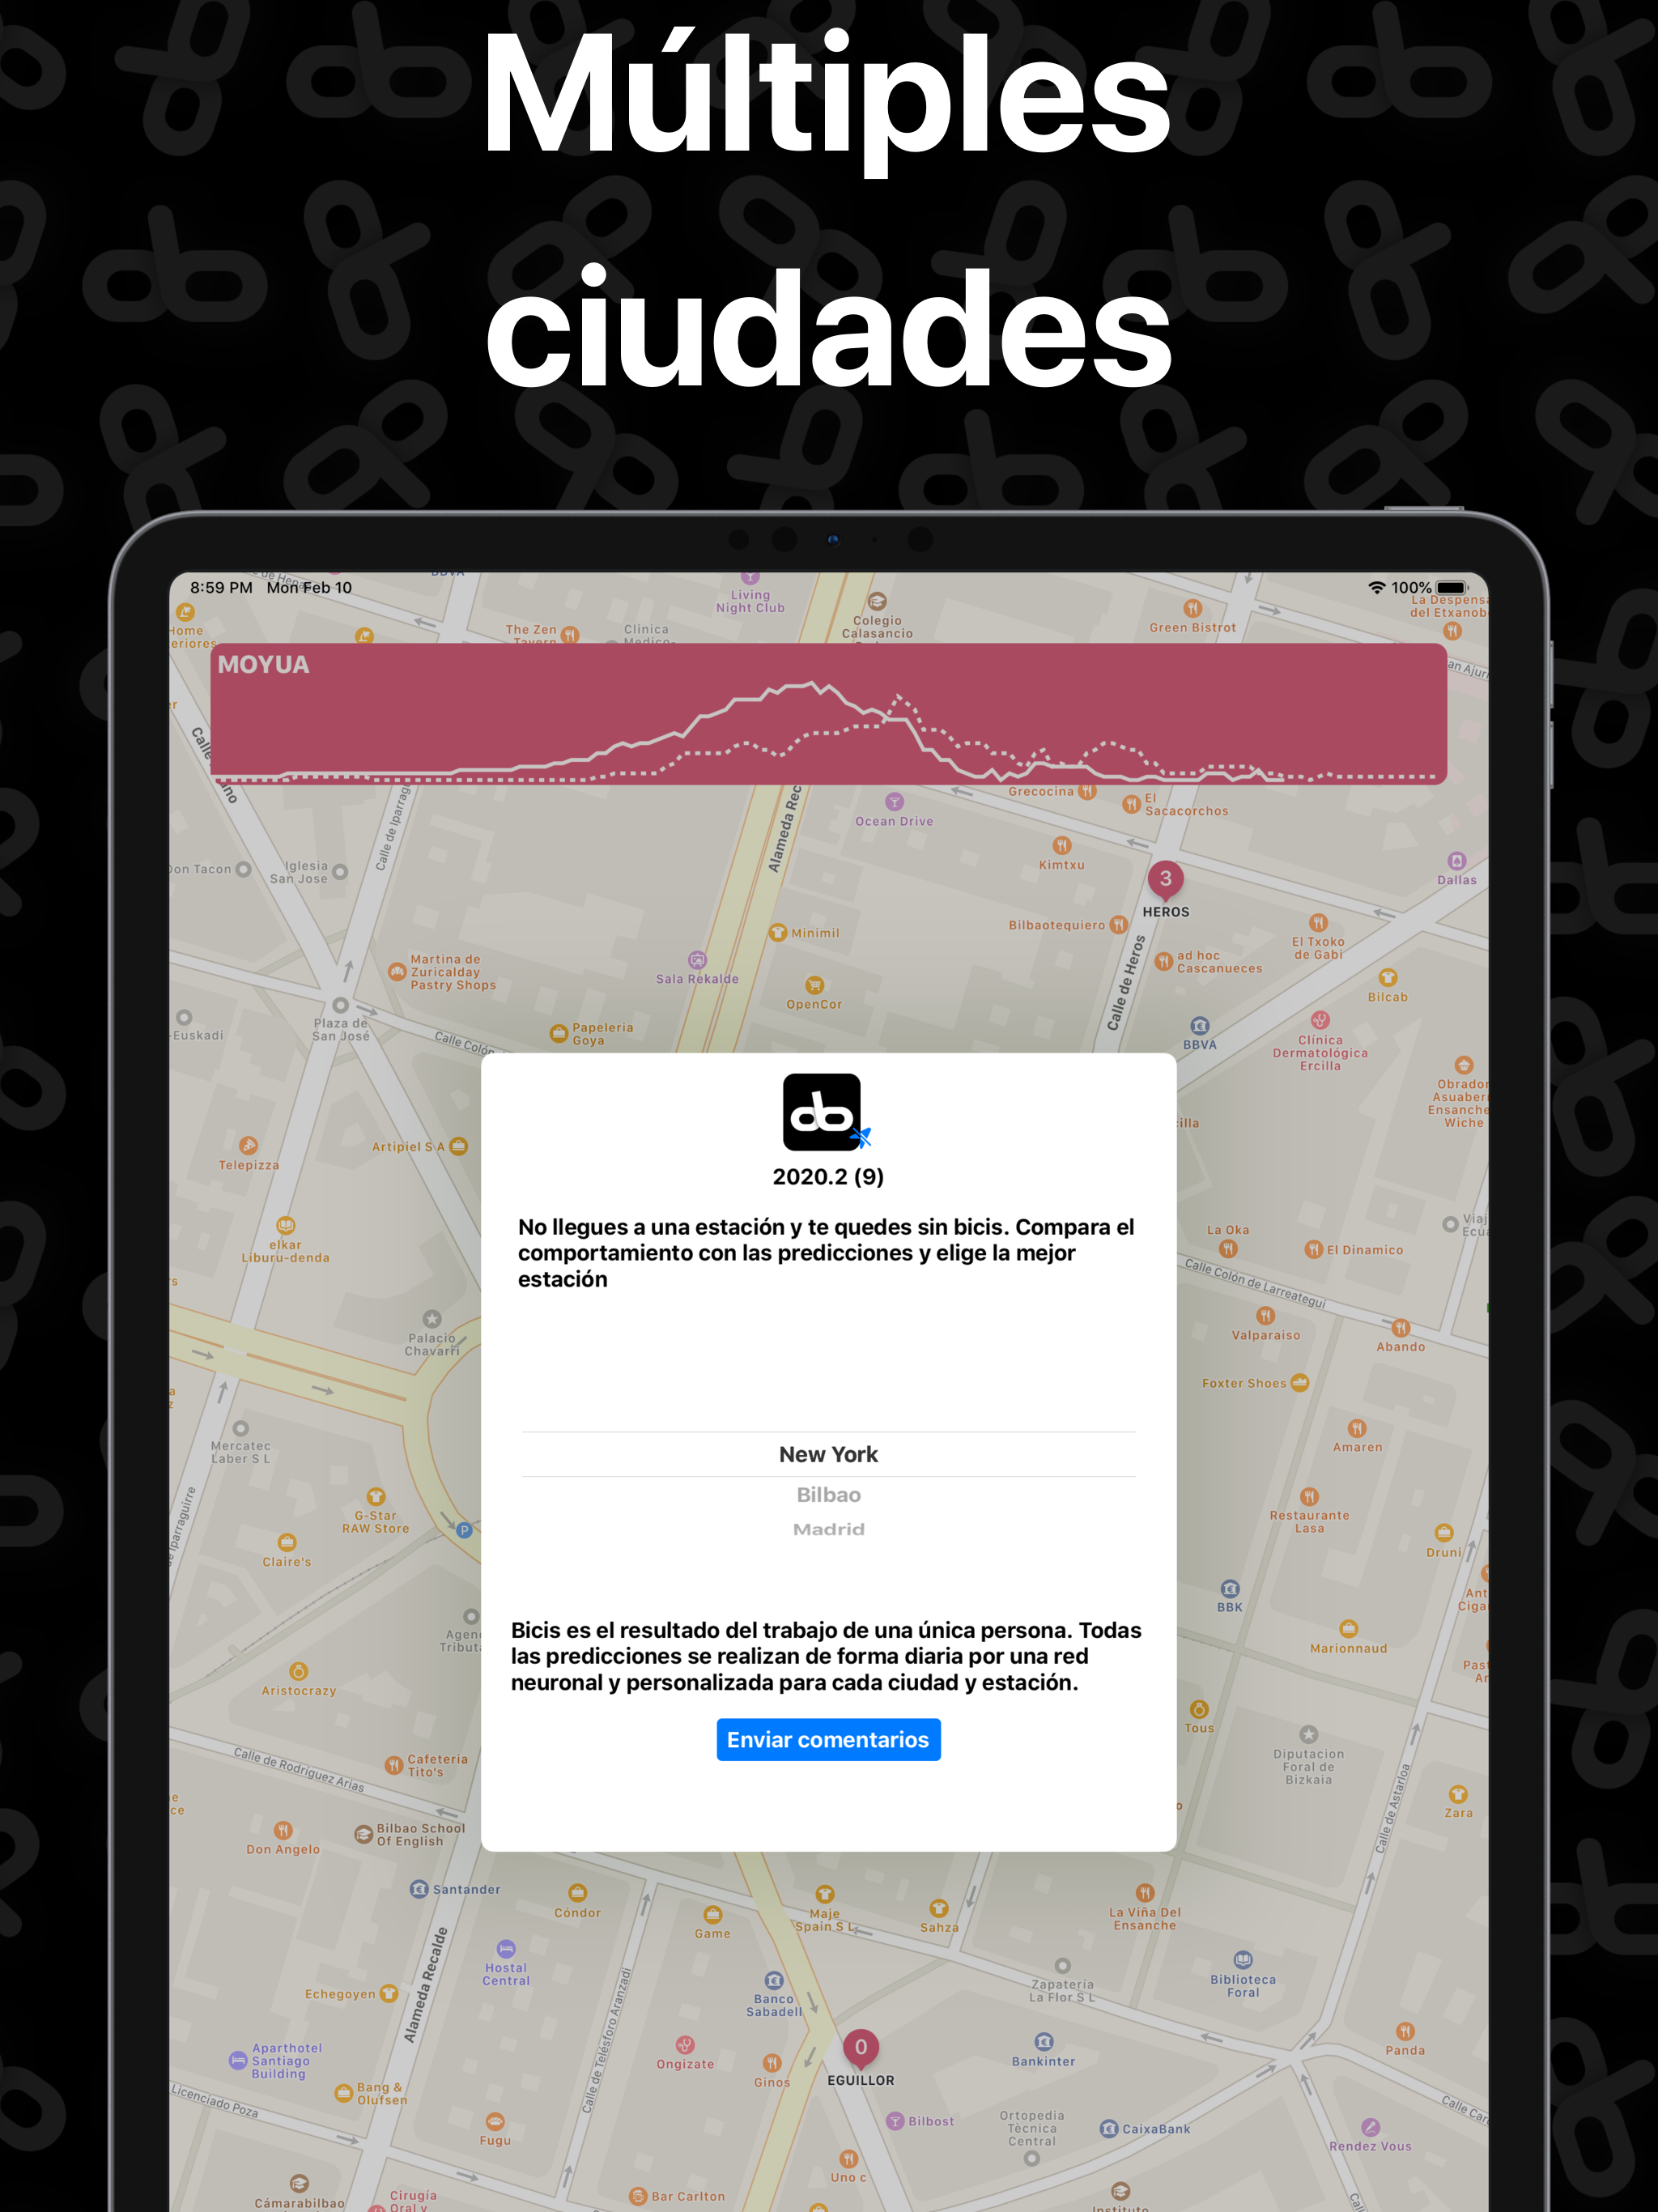 Múltiples
ciudades
8:59 PM Mon Feb 10
100%
BBVA
Living
Night Club
Colegio
Calasancio
La Despensa
del Etxanobe
Home
The Zen
Tavern
Clinica
Green Bistrot
MOYUA
Grecocina
El
Sacacorchos
Ocean Drive
Alameda Rec
Calle de Iparrag
Don Tacon
Iglesia
San Jose
Kimtxu
Dallas
3
HEROS
Bilbaotequiero
Minimil
El Txoko
de Gabi
Martina de
Zuricalday
Pastry Shops
Sala Rekalde
ad hoc
Cascanueces
Calle de Heros
OpenCor
Bilcab
Plaza de
San José
-Euskadi
Papeleria
Goya
Calle Colón
BBVA
Clínica
Dermatológica
Ercilla
Obrador
Ensanche
Wiche
Artipiel S A
Telepizza
2020.2 (9)
No llegues a una estación y te quedes sin bicis. Compara el
comportamiento con las predicciones y elige la mejor
estación
elkar
Liburu-denda
La Oka
El Dinamico
Calle Colón de Larreategui
Palacio
Chavarri
Valparaiso
Abando
Foxter Shoes
Mercatec
Laber S L
Amaren
New York
Bilbao
Madrid
G-Star
RAW Store
Restaurante
Lasa
P
Claire's
Druni
de Iparraguirre
BBK
Marionnaud
Bicis es el resultado del trabajo de una única persona. Todas
las predicciones se realizan de forma diaria por una red
neuronal y personalizada para cada ciudad y estación.
Aristocrazy
Tous
Enviar comentarios
Diputacion
Foral de
Bizkaia
Calle de Rodríguez Arias
Cafeteria
Tito's
Calle de Astarloa
Zara
Don Angelo
Bilbao School
Of English
Santander
Cóndor
Game
Maje
Spain S L
Sahza
La Viña Del
Ensanche
Hostal
Central
Zapatería
La Flor S L
Biblioteca
Foral
Echegoyen
Alameda Recalde
Calle de Telésforo Aranzadi
Banco
Sabadell
Aparthotel
Santiago
Building
0
EGUILLOR
Ongizate
Ginos
Bankinter
Panda
Licenciado Poza
Bang &
Olufsen
Fugu
Bilbost
Ortopedia
Tècnica
Central
CaixaBank
Rendez Vous
Uno c
Cámarabilbao
Cirugía
Oral y
Bar Carlton
Instituto